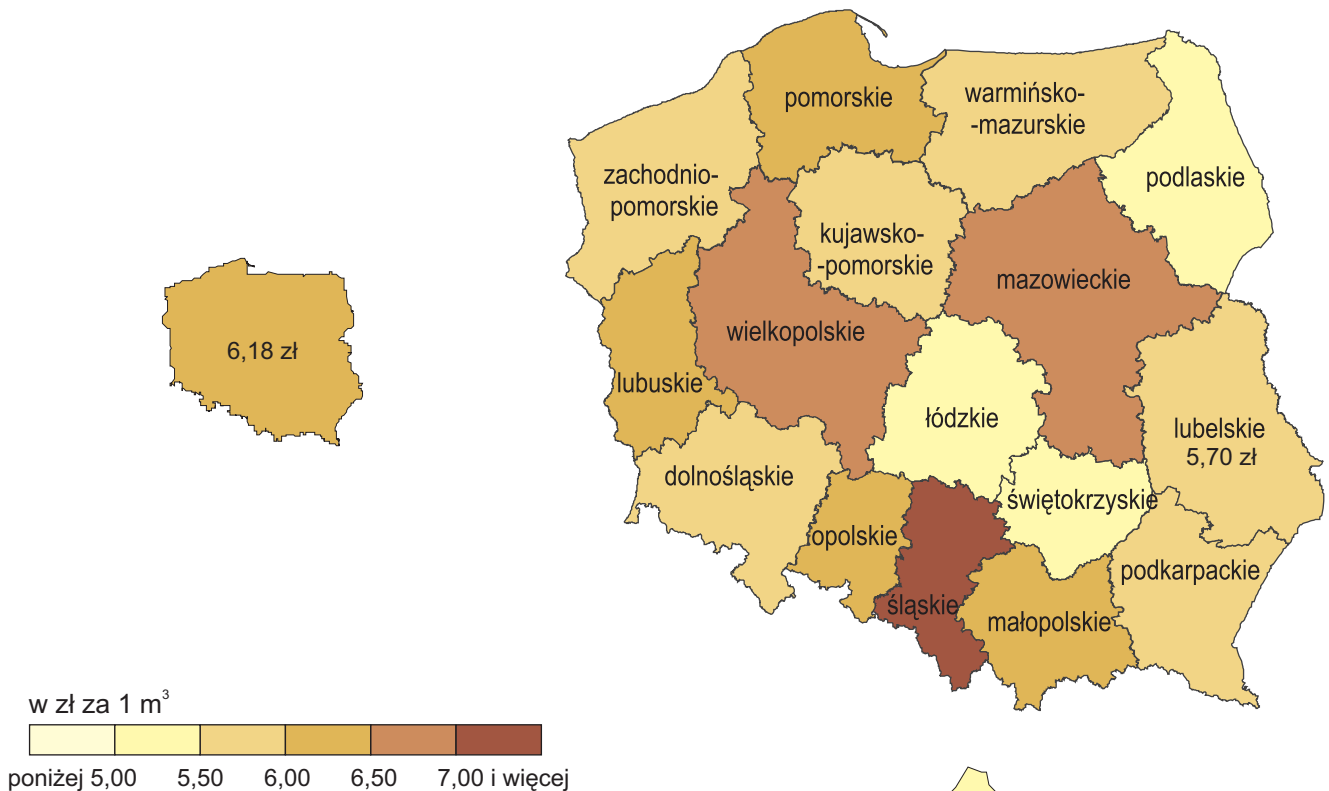 pomorskie
warmińsko-
-mazurskie
zachodnio-
pomorskie
podlaskie
kujawsko-
-pomorskie
mazowieckie
wielkopolskie
6,18 zł
lubuskie
łódzkie
lubelskie
5,70 zł
dolnośląskie
świętokrzyskie
opolskie
podkarpackie
śląskie
małopolskie
w zł za 1 m³
poniżej 5,00 5,50 6,00 6,50 7,00 i więcej